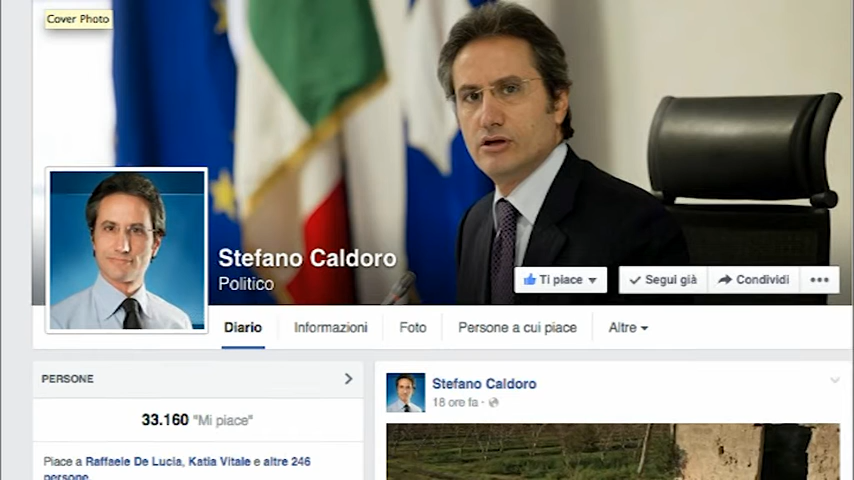 Cover Photo
Stefano Caldoro
Politico
Ti piace
Segui già
Condividi
Diario
Informazioni
Foto
Persone a cui piace
Altre
PERSONE
33.160 "Mi piace"
Piace a Raffaele De Lucia, Katia Vitale e altre 246
persone.
Stefano Caldoro
18 ore fa ·